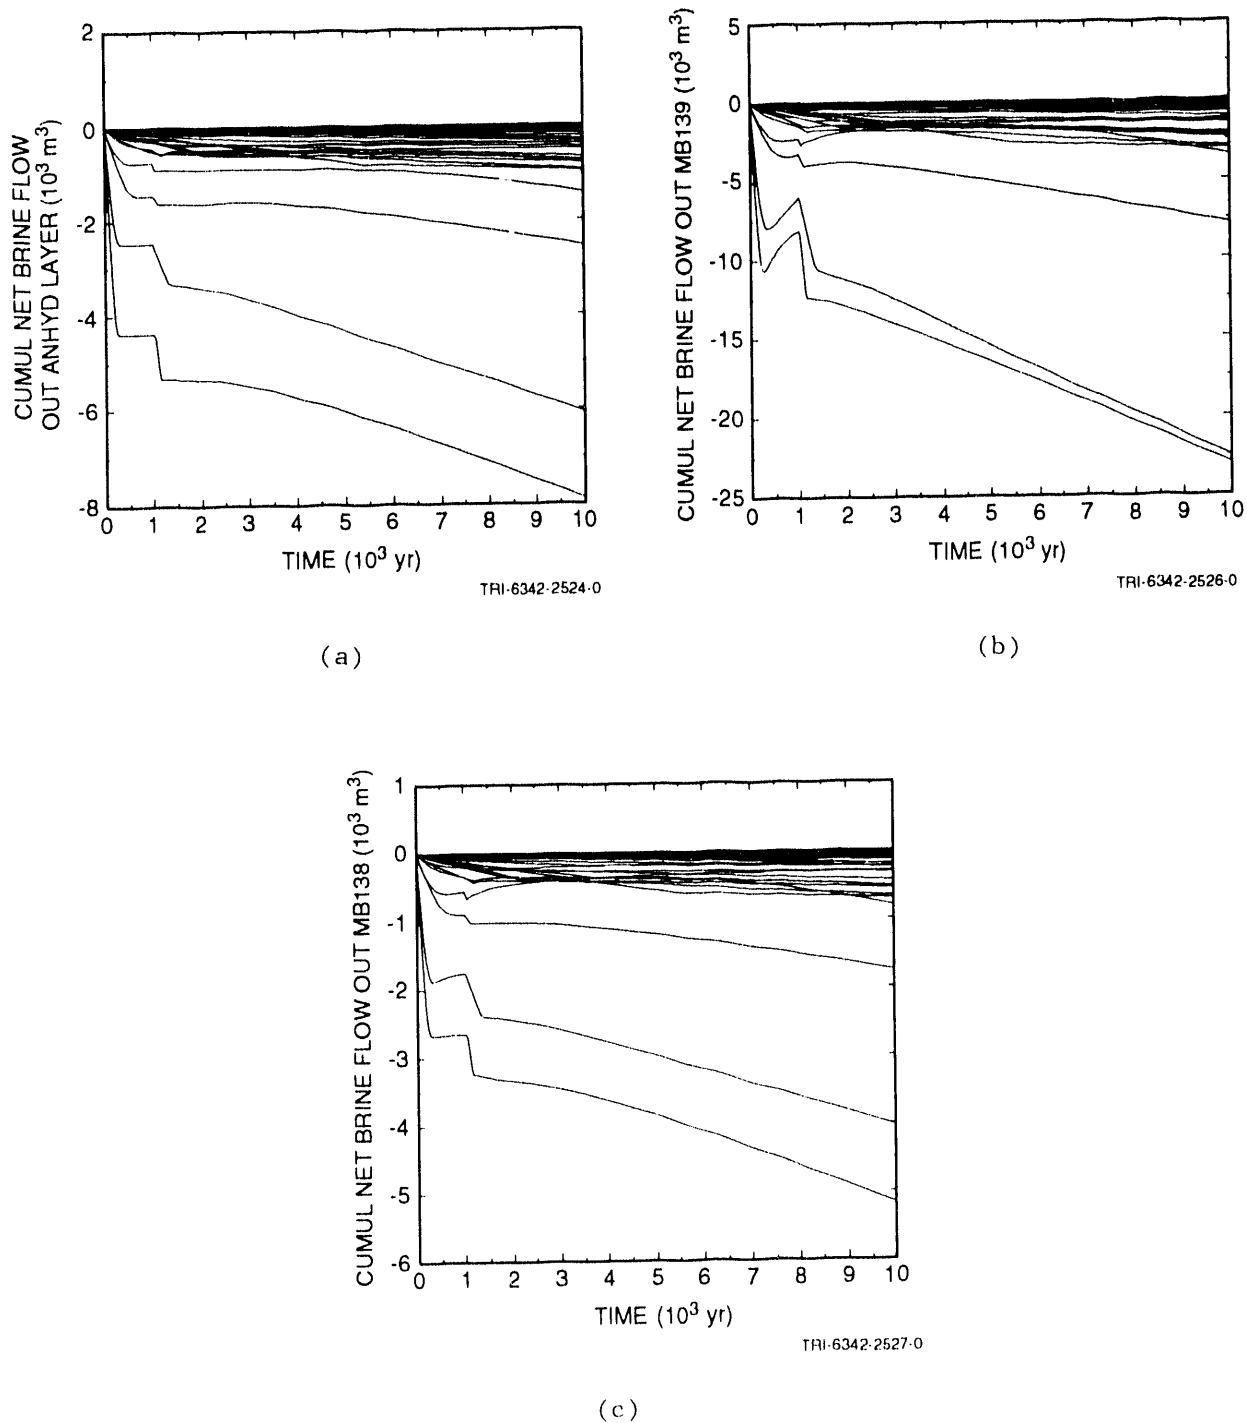 2
0
-2
-4
-6
-8
CUMUL NET BRINE FLOW
OUT ANHYD LAYER (10³ m³)
0 1 2 3 4 5 6 7 8 9 10
TIME (10³ yr)
TRI-6342-2524-0
(a)
5
0
-5
-10
-15
-20
-25
CUMUL NET BRINE FLOW OUT MB139 (10³ m³)
0 1 2 3 4 5 6 7 8 9 10
TIME (10³ yr)
TRI-6342-2526-0
(b)
1
0
-1
-2
-3
-4
-5
-6
CUMUL NET BRINE FLOW OUT MB138 (10³ m³)
0 1 2 3 4 5 6 7 8 9 10
TIME (10³ yr)
TRI-6342-2527-0
(c)